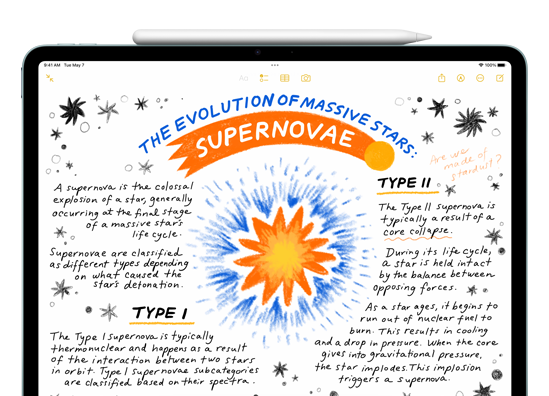 9:41 AM Tue May 7
100%
Aa
THE EVOLUTION OF MASSIVE STARS:
SUPERNOVAE
A supernova is the colossal
explosion of a star, generally
occurring at the final stage
of a massive star's
life cycle.
Supernovae are classified
as different types depending
on what caused the
star's detonation.
TYPE I
The Type I Supernova is typically
thermonuclear and happens as a result
of the interaction between two stars
in orbit. Type I supernovae subcategories
are classified based on their spectra.
Are we
made of
stardust?
TYPE II
The Type II supernova is
typically a result of a
core collapse.
During its life cycle,
a star is held intact
by the balance between
opposing forces.
As a star ages, it begins to
run out of nuclear fuel to
burn. This results in cooling
and a drop in pressure. When the core
gives into gravitational pressure,
the star implodes. This implosion
triggers a supernova.